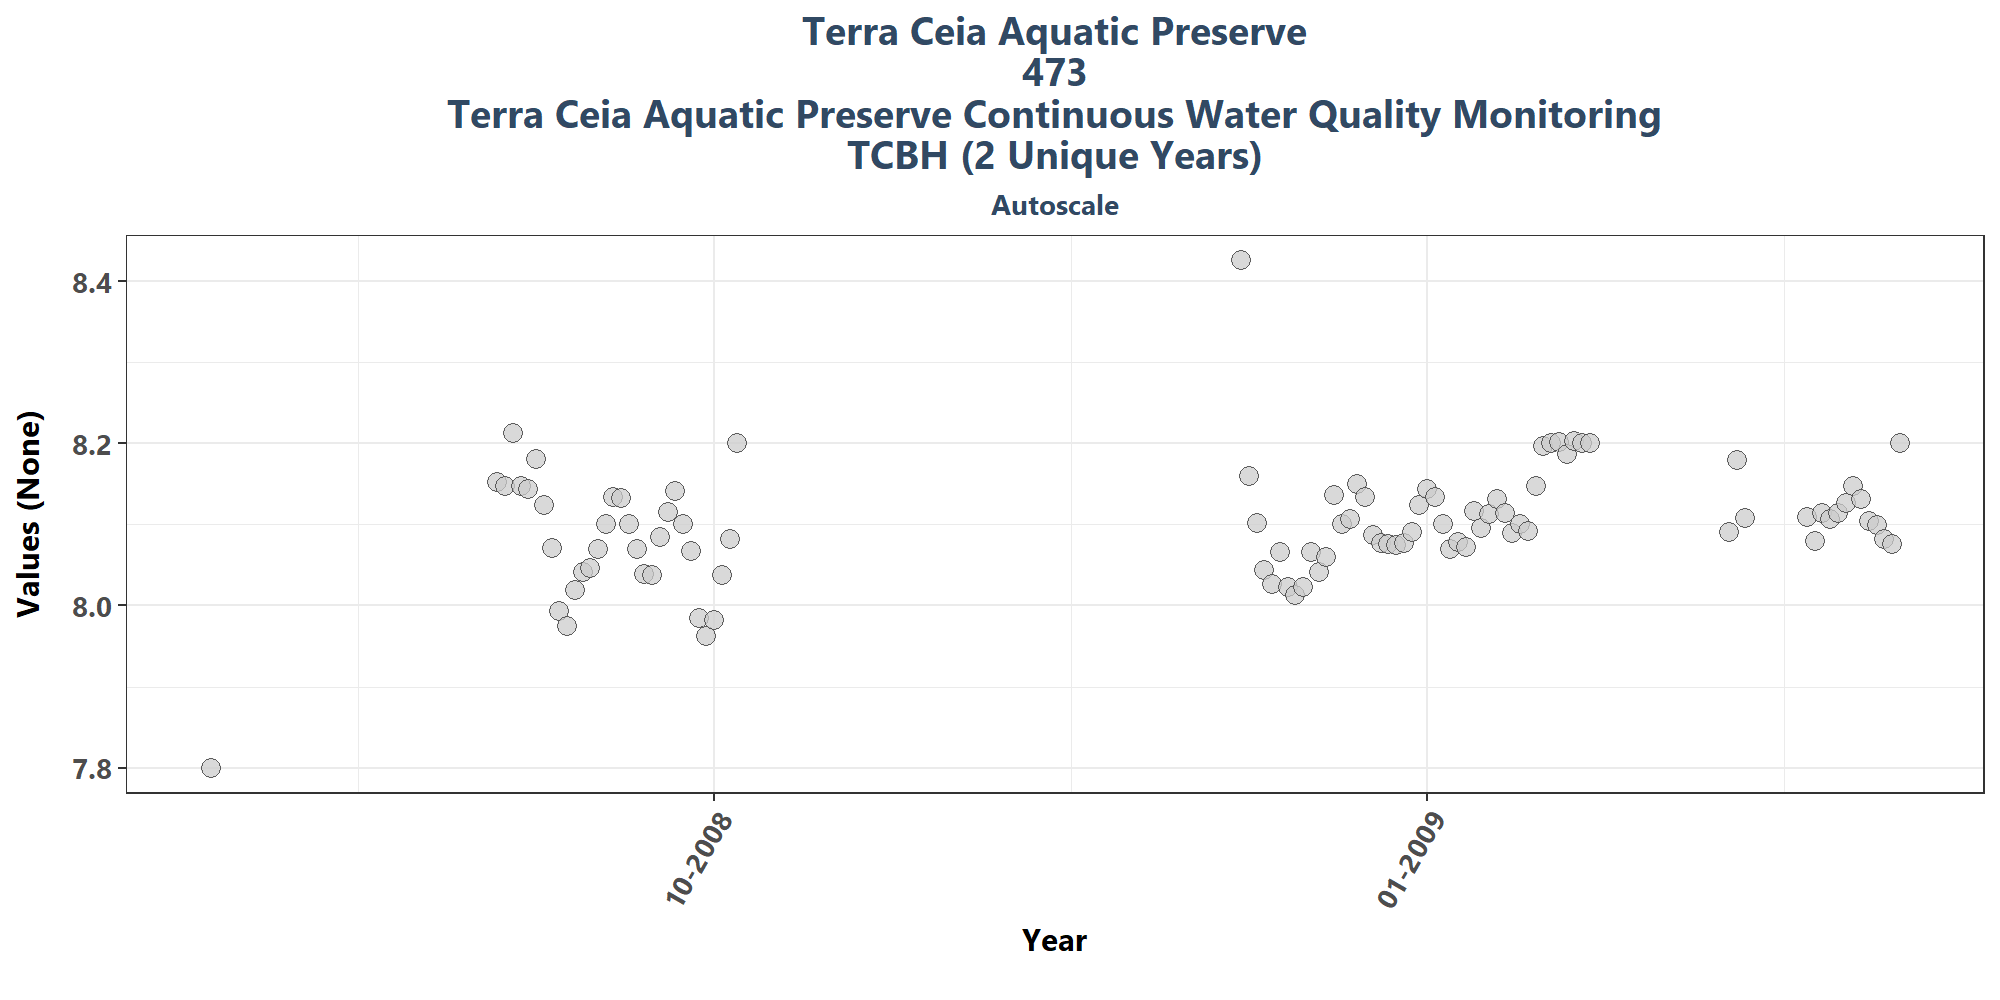 Terra Ceia Aquatic Preserve
473
Terra Ceia Aquatic Preserve Continuous Water Quality Monitoring
TCBH (2 Unique Years)
Autoscale
Values (None)
8.4
8.2
8.0
7.8
10-2008
01-2009
Year